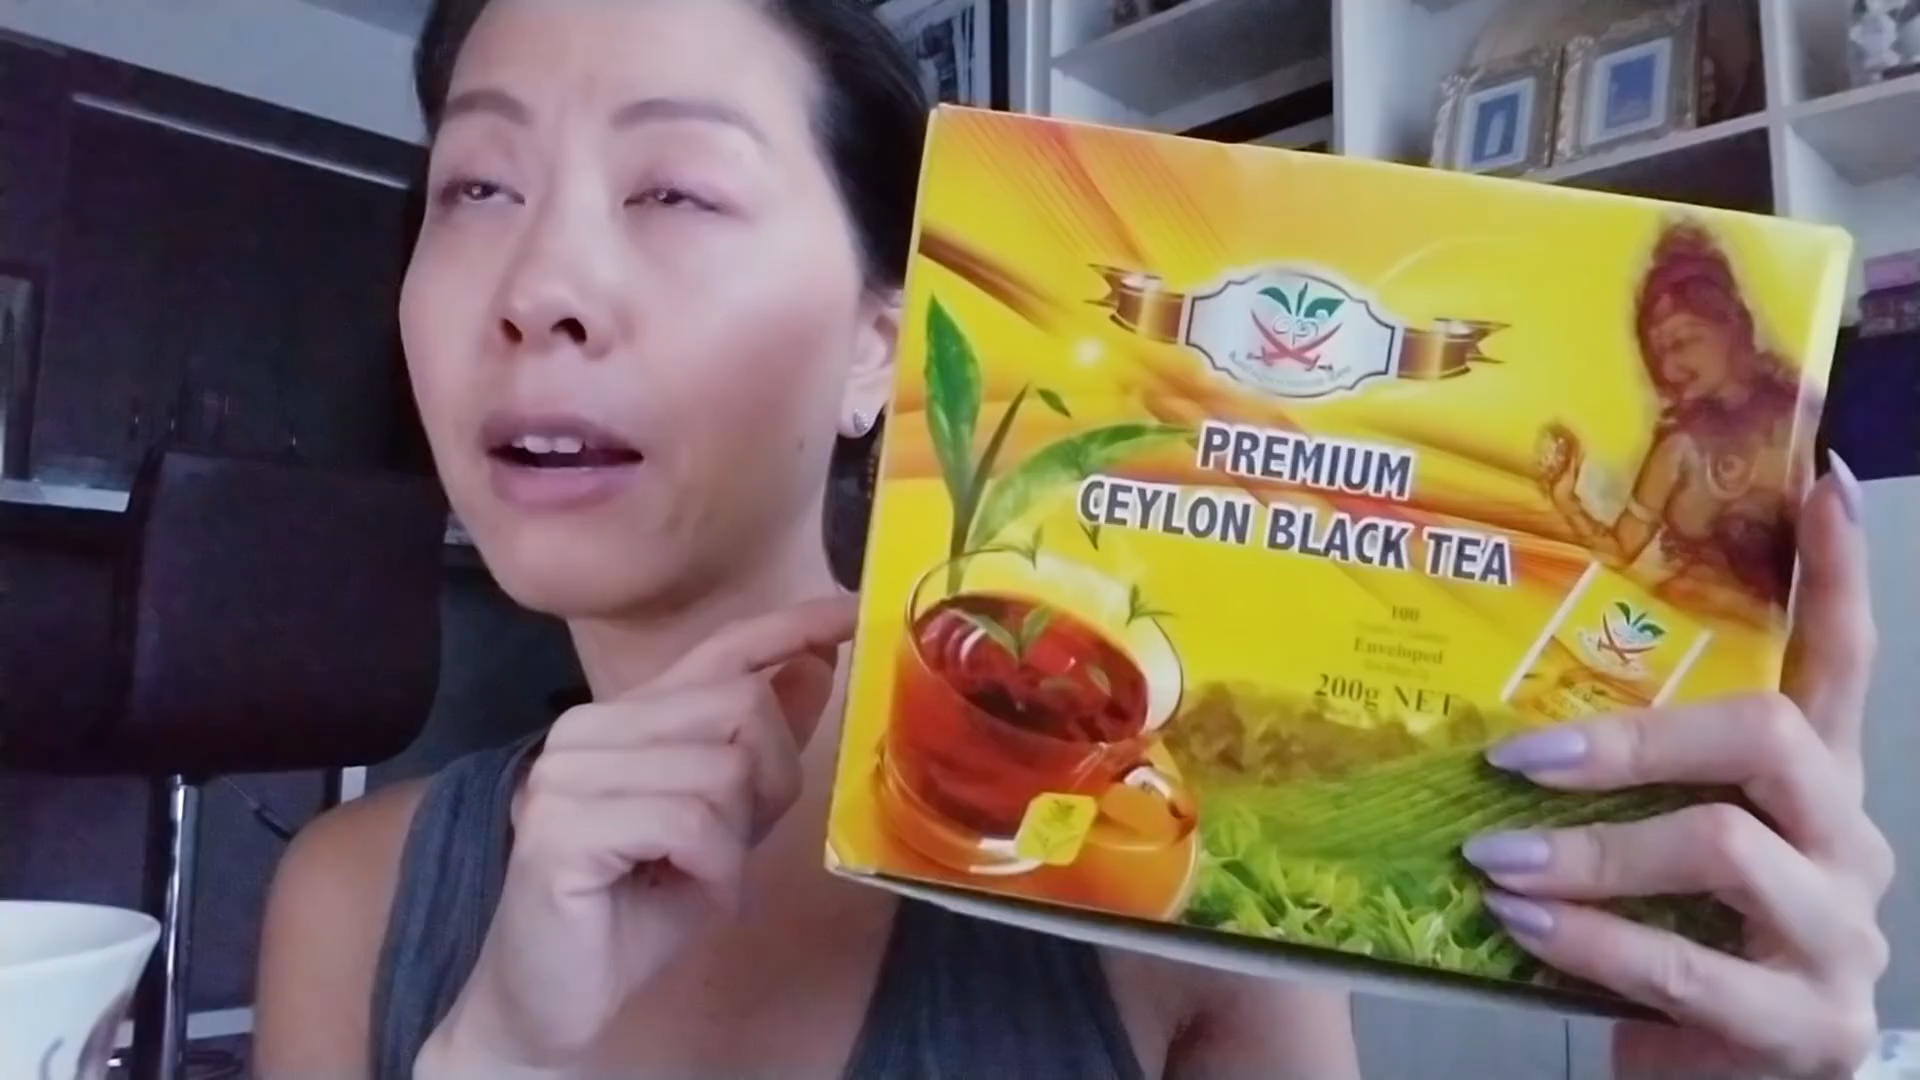 PREMIUM
CEYLON BLACK TEA
100
Enveloped
200g NET